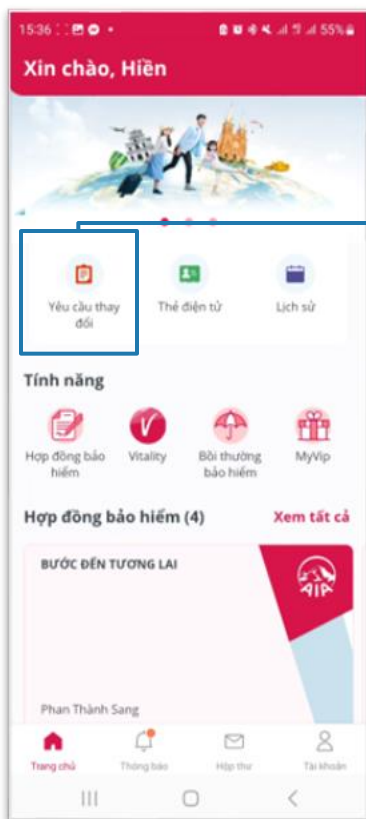 15:36
55%
Xin chào, Hiền
Yêu cầu thay
đổi
Thẻ điện tử
Lịch sử
Tính năng
Hợp đồng bảo
hiểm
Vitality
Bồi thường
bảo hiểm
MyVip
Hợp đồng bảo hiểm (4)
Xem tất cả
BƯỚC ĐẾN TƯƠNG LAI
AIA
Phan Thành Sang
Trang chủ
Thông báo
Hộp thư
Tài khoản